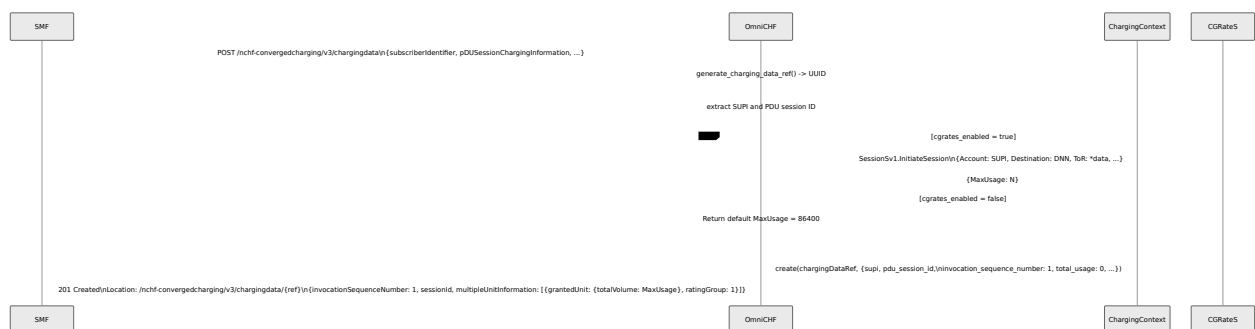 SMF
OmniCHF
ChargingContext
CGRateS
POST /nchf-convergedcharging/v3/chargingdata\n{subscriberIdentifier, pDUSessionChargingInformation, ...}
generate_charging_data_ref() -> UUID
extract SUPI and PDU session ID
[cgrates_enabled = true]
SessionSv1.InitiateSession\n{Account: SUPI, Destination: DNN, ToR: *data, ...}
{MaxUsage: N}
[cgrates_enabled = false]
Return default MaxUsage = 86400
create(chargingDataRef, {supi, pdu_session_id,\ninvocation_sequence_number: 1, total_usage: 0, ...})
201 Created\nLocation: /nchf-convergedcharging/v3/chargingdata/{ref}\n{invocationSequenceNumber: 1, sessionId, multipleUnitInformation: [{grantedUnit: {totalVolume: MaxUsage}, ratingGroup: 1}]}
SMF
OmniCHF
ChargingContext
CGRateS